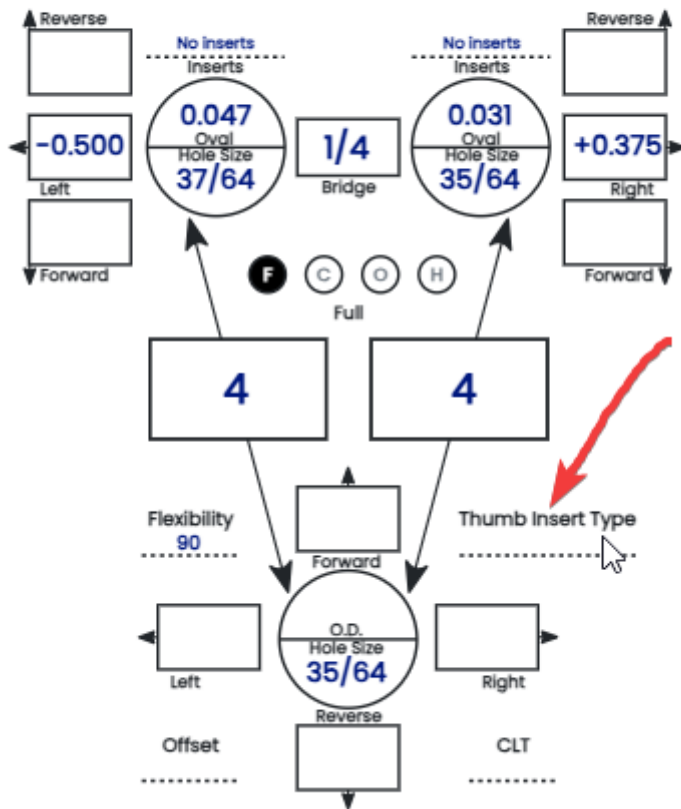 Reverse
No inserts
Inserts
No inserts
Inserts
Reverse
-0.500
Left
0.047
Oval
Hole Size
37/64
1/4
Bridge
0.031
Oval
Hole Size
35/64
+0.375
Right
Forward
Forward
F C O H
Full
4
4
Flexibility
90
Forward
Thumb Insert Type
Left
O.D.
Hole Size
35/64
Right
Reverse
Offset
CLT